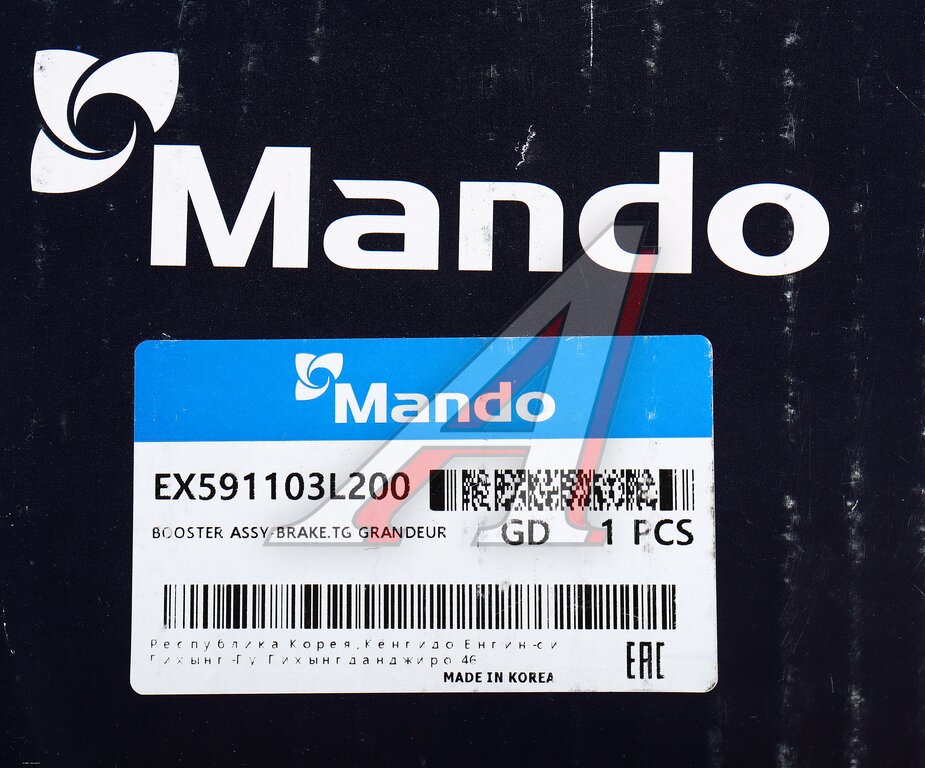 Mando
Mando
EX591103L200
BOOSTER ASSY-BRAKE.TG GRANDEUR
GD 1 PCS
Республика Корея,Кёнгидо Енгин-си
Гихынг-Гу Гихынгданджиро 46
MADE IN KOREA
EAC